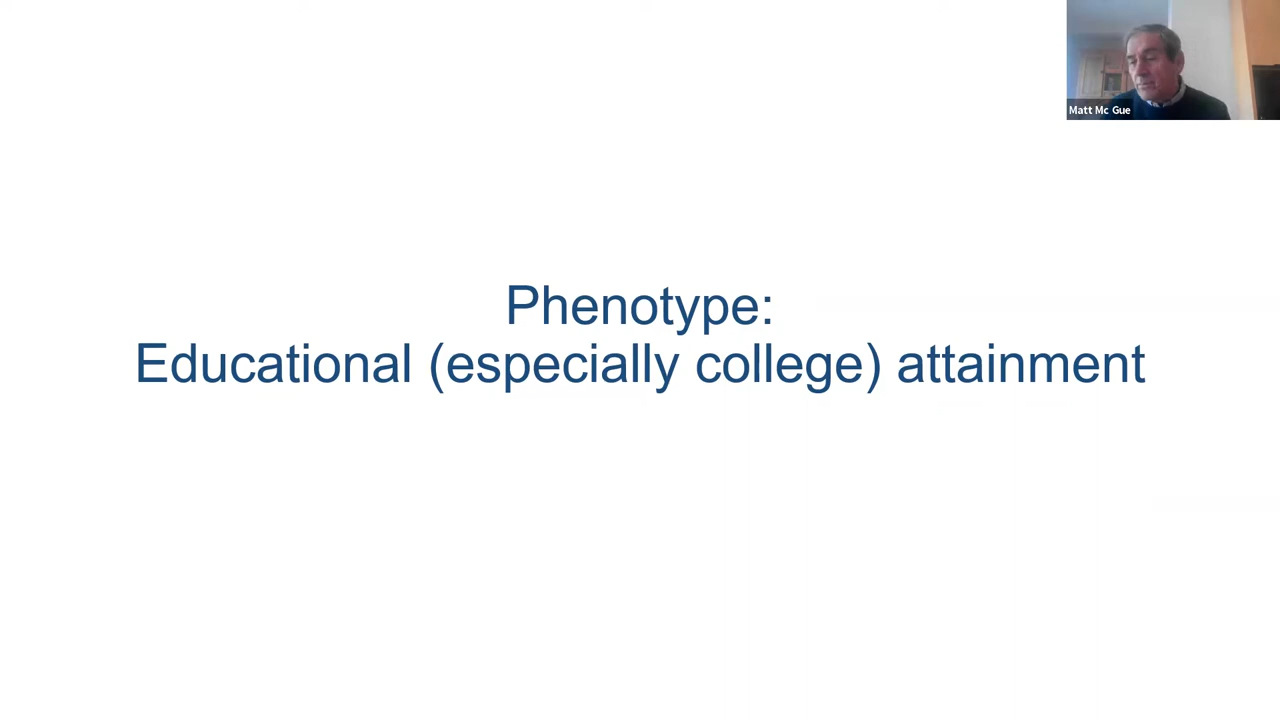 Matt Mc Gue
Phenotype:
Educational (especially college) attainment